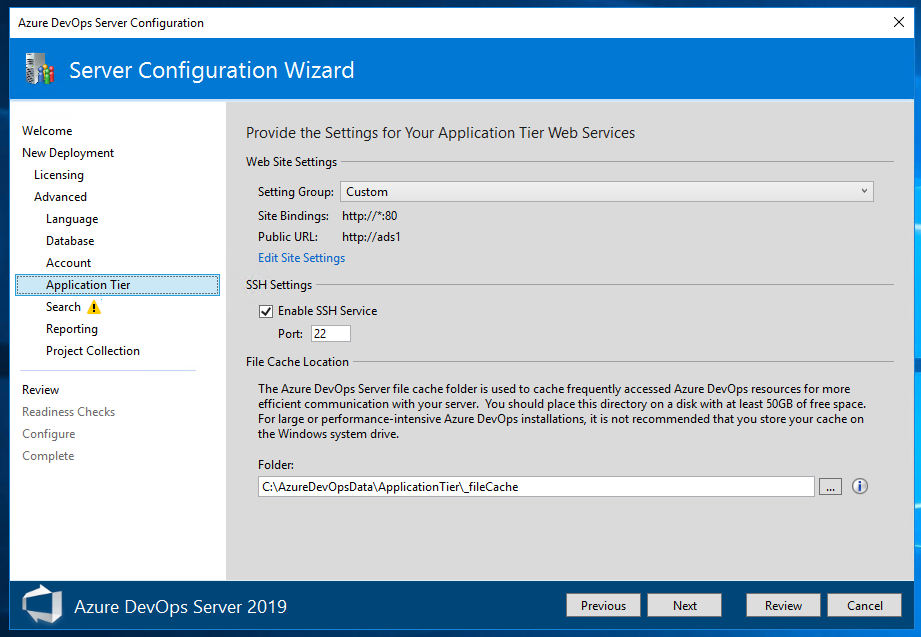 Azure DevOps Server Configuration
Server Configuration Wizard
Welcome
New Deployment
Licensing
Advanced
Language
Database
Account
Application Tier
Search
Reporting
Project Collection
Review
Readiness Checks
Configure
Complete
Provide the Settings for Your Application Tier Web Services
Web Site Settings
Setting Group: Custom
Site Bindings: http://*:80
Public URL: http://ads1
Edit Site Settings
SSH Settings
Enable SSH Service
Port: 22
File Cache Location
The Azure DevOps Server file cache folder is used to cache frequently accessed Azure DevOps resources for more
efficient communication with your server. You should place this directory on a disk with at least 50GB of free space.
For large or performance-intensive Azure DevOps installations, it is not recommended that you store your cache on
the Windows system drive.
Folder:
C:\AzureDevOpsData\ApplicationTier\_fileCache ...
Azure DevOps Server 2019
Previous Next Review Cancel